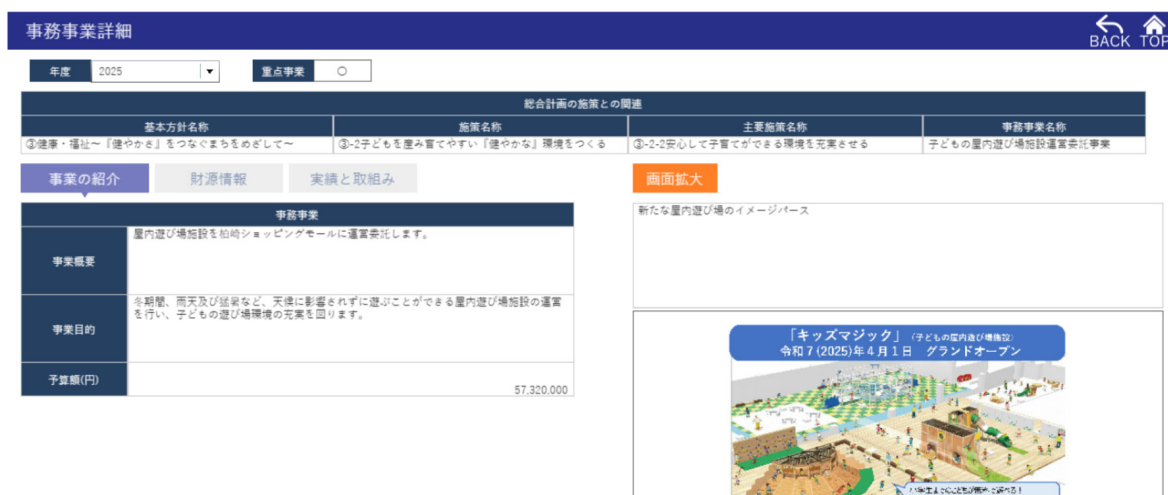 事務事業詳細
BACK TOP
年度 2025 ▼ 重点事業 〇
総合計画の施策との関連
基本方針名称 施策名称 主要施策名称 事務事業名称
③健康・福祉～『健やかさ』をつなぐまちをめざして～ ③-2子どもを産み育てやすい『健やかな』環境をつくる ③-2-2安心して子育てができる環境を充実させる 子どもの屋内遊び場施設運営委託事業
事業の紹介 財源情報 実績と取組み 画面拡大
事務事業
事業概要
屋内遊び場施設を柏崎ショッピングモールに運営委託します。
事業目的
冬期間、雨天及び猛暑など、天候に影響されずに遊ぶことができる屋内遊び場施設の運営
を行い、子どもの遊び場環境の充実を図ります。
予算額(円)
57,320,000
新たな屋内遊び場のイメージパース
「キッズマジック」(子どもの屋内遊び場施設)
令和7(2025)年4月1日 グランドオープン
小学生までのこどもが無料で遊べる!